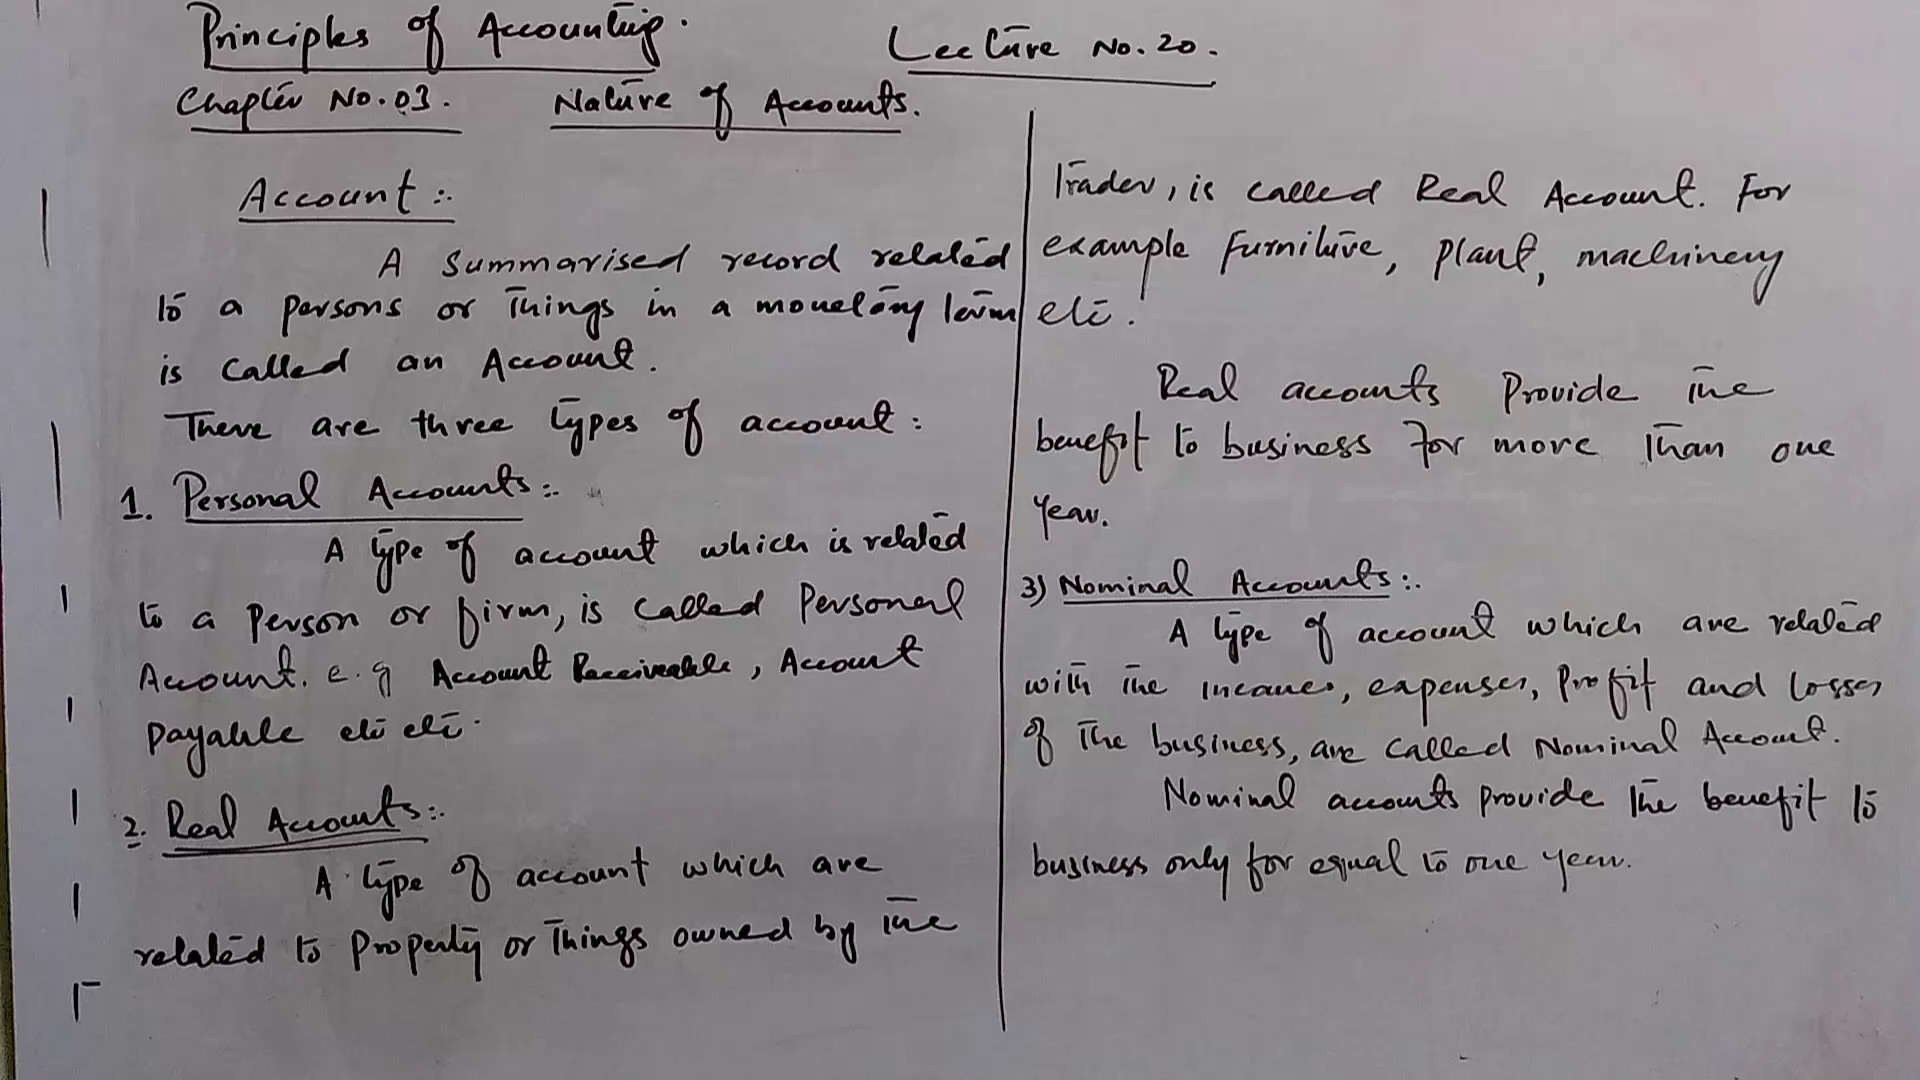 Principles of Accounting.
Lecture No. 20.
Chapter No. 03. Nature of Accounts.
Account :.
A summarised record related
to a persons or things in a monetary term
is called an Account.
There are three types of account :
1. Personal Accounts :.
A type of account which is related
to a Person or firm, is called Personal
Account. e.g Account Receiveable, Account
Payable etc etc.
2. Real Accounts :.
A type of account which are
related to Property or things owned by the
trader, is called Real Account. For
example Furniture, Plant, machinery
etc.
Real accounts Provide the
benefit to business for more than one
year.
3) Nominal Accounts :.
A type of account which are related
with the incomes, expenses, Profit and losses
of the business, are called Nominal Account.
Nominal accounts provide the benefit to
business only for equal to one year.